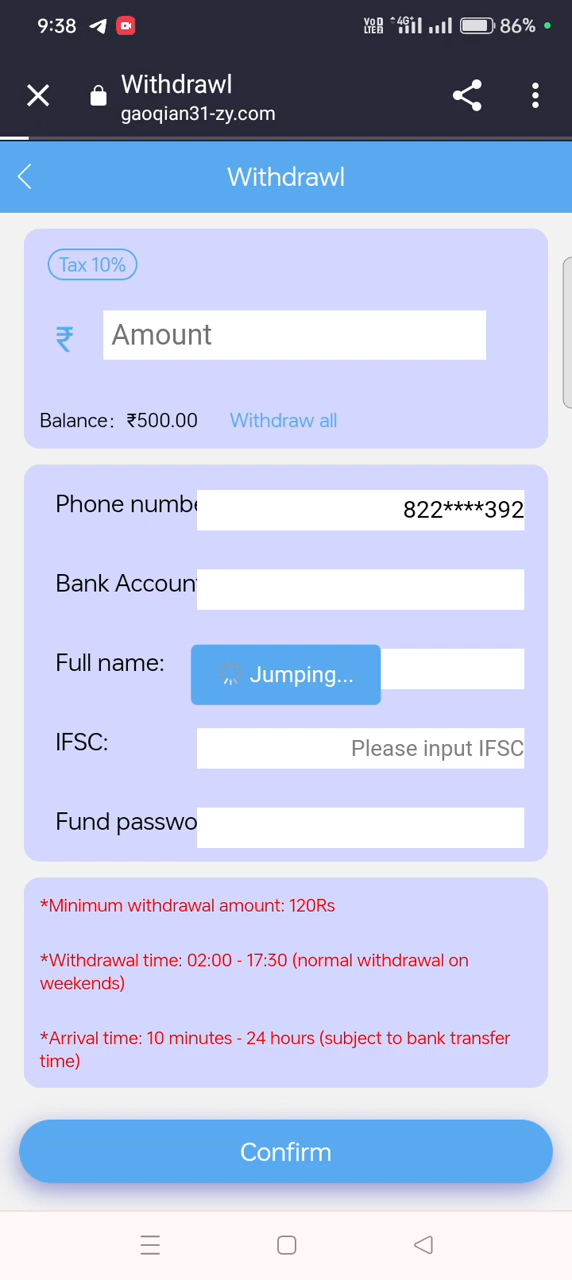 9:38 VoD LTED 4G 86%
Withdrawl
gaoqian31-zy.com
Withdrawl
Tax 10%
₹ Amount
Balance: ₹500.00 Withdraw all
Phone numbe 822****392
Bank Accoun
Full name:
Jumping...
IFSC: Please input IFSC
Fund passwo
*Minimum withdrawal amount: 120Rs
*Withdrawal time: 02:00 - 17:30 (normal withdrawal on
weekends)
*Arrival time: 10 minutes - 24 hours (subject to bank transfer
time)
Confirm